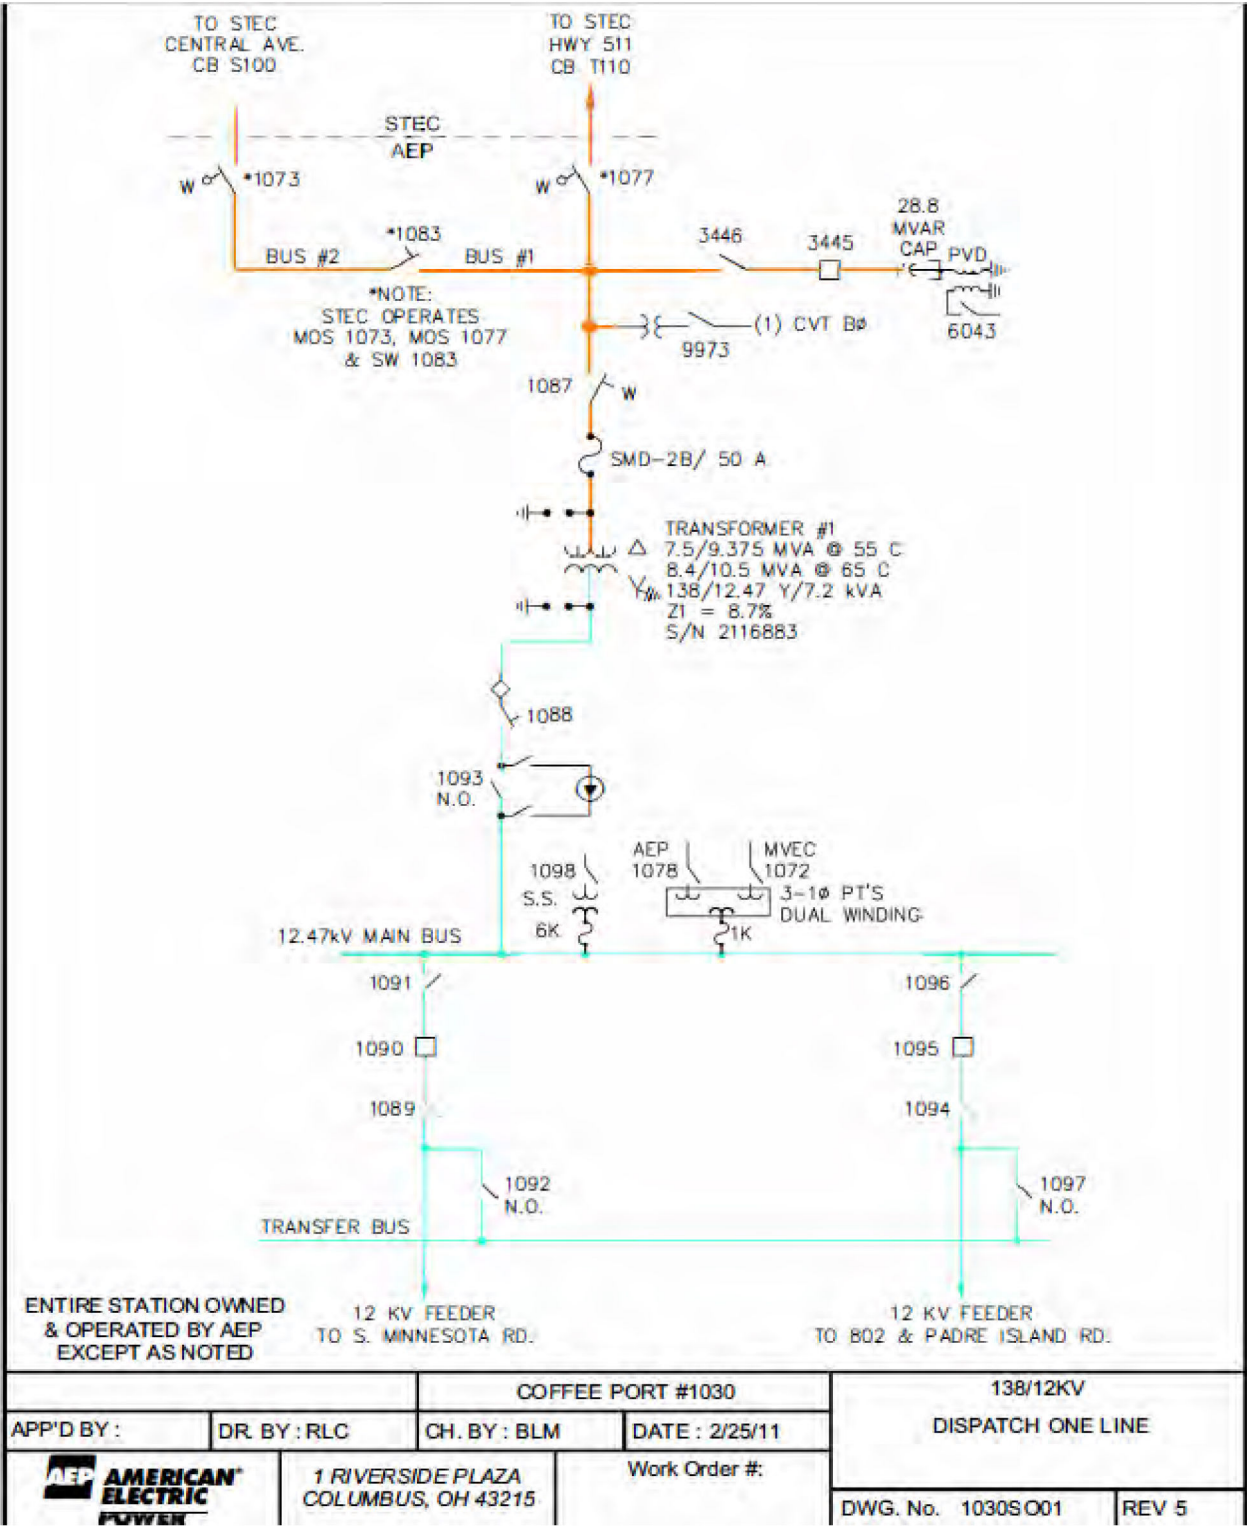 TO STEC
CENTRAL AVE.
CB S100
TO STEC
HWY 511
CB T110
STEC
AEP
W
*1073
W
*1077
*1083
BUS #2
BUS #1
3446
3445
28.8
MVAR
CAP
PVD
6043
*NOTE:
STEC OPERATES
MOS 1073, MOS 1077
& SW 1083
(1) CVT BØ
9973
1087
W
SMD-2B/ 50 A
TRANSFORMER #1
7.5/9.375 MVA @ 55 C
8.4/10.5 MVA @ 65 C
138/12.47 Y/7.2 kVA
Z1 = 8.7%
S/N 2116883
1088
1093
N.O.
1098
S.S.
6K
AEP
1078
MVEC
1072
3-1Ø PT'S
DUAL WINDING
1K
12.47kV MAIN BUS
1091
1096
1090
1095
1089
1094
1092
N.O.
1097
N.O.
TRANSFER BUS
ENTIRE STATION OWNED
& OPERATED BY AEP
EXCEPT AS NOTED
12 KV FEEDER
TO S. MINNESOTA RD.
12 KV FEEDER
TO 802 & PADRE ISLAND RD.
COFFEE PORT #1030
138/12KV
DISPATCH ONE LINE
APP'D BY :
DR. BY : RLC
CH. BY : BLM
DATE : 2/25/11
AEP AMERICAN
ELECTRIC
POWER
1 RIVERSIDE PLAZA
COLUMBUS, OH 43215
Work Order #:
DWG. No. 1030SO01
REV 5